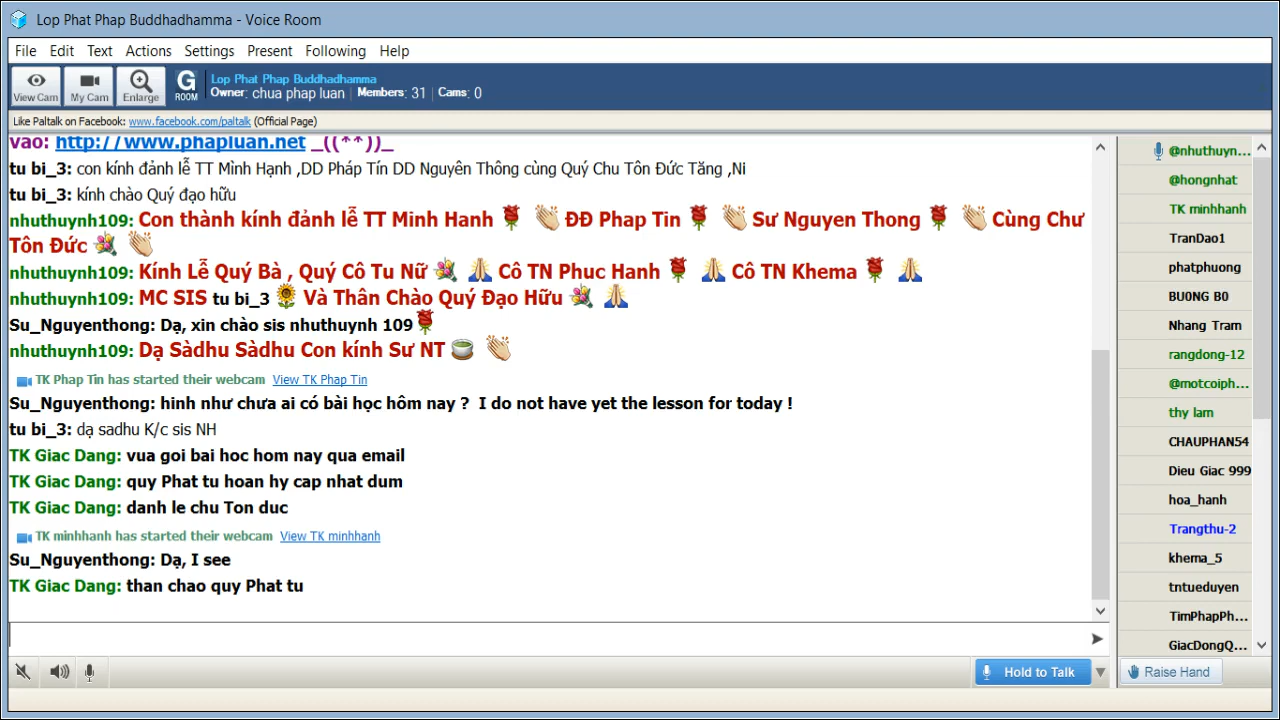 Lop Phat Phap Buddhadhamma - Voice Room
File Edit Text Actions Settings Present Following Help
View Cam My Cam Enlarge G ROOM
Lop Phat Phap Buddhadhamma
Owner: chua phap luan Members: 31 Cams: 0
Like Paltalk on Facebook: www.facebook.com/paltalk (Official Page)
vao: http://www.phapluan.net _((**))_
tu bi_3: con kính đảnh lễ TT Mình Hạnh ,DD Pháp Tín DD Nguyên Thông cùng Quý Chu Tôn Đức Tăng ,Ni
tu bi_3: kính chào Quý đạo hữu
nhuthuynh109: Con thành kính đảnh lễ TT Minh Hanh 🌹 👏 ĐĐ Phap Tin 🌹 👏 Sư Nguyen Thong 🌹 👏 Cùng Chư
Tôn Đức 💐 👏
nhuthuynh109: Kính Lễ Quý Bà , Quý Cô Tu Nữ 💐 🙏 Cô TN Phuc Hanh 🌹 🙏 Cô TN Khema 🌹 🙏
nhuthuynh109: MC SIS tu bi_3 🌻 Và Thân Chào Quý Đạo Hữu 💐 🙏
Su_Nguyenthong: Dạ, xin chào sis nhuthuynh 109 🌹
nhuthuynh109: Dạ Sàdhu Sàdhu Con kính Sư NT 🍵 👏
TK Phap Tin has started their webcam View TK Phap Tin
Su_Nguyenthong: hinh như chưa ai có bài học hôm nay ? I do not have yet the lesson for today !
tu bi_3: dạ sadhu K/c sis NH
TK Giac Dang: vua goi bai hoc hom nay qua email
TK Giac Dang: quy Phat tu hoan hy cap nhat dum
TK Giac Dang: danh le chu Ton duc
TK minhhanh has started their webcam View TK minhhanh
Su_Nguyenthong: Dạ, I see
TK Giac Dang: than chao quy Phat tu
@nhuthuyn...
@hongnhat
TK minhhanh
TranDao1
phatphuong
BU0NG B0
Nhang Tram
rangdong-12
@motcoiph...
thy lam
CHAUPHAN54
Dieu Giac 999
hoa_hanh
Trangthu-2
khema_5
tntueduyen
TimPhapPh...
GiacDongQ...
Hold to Talk
Raise Hand